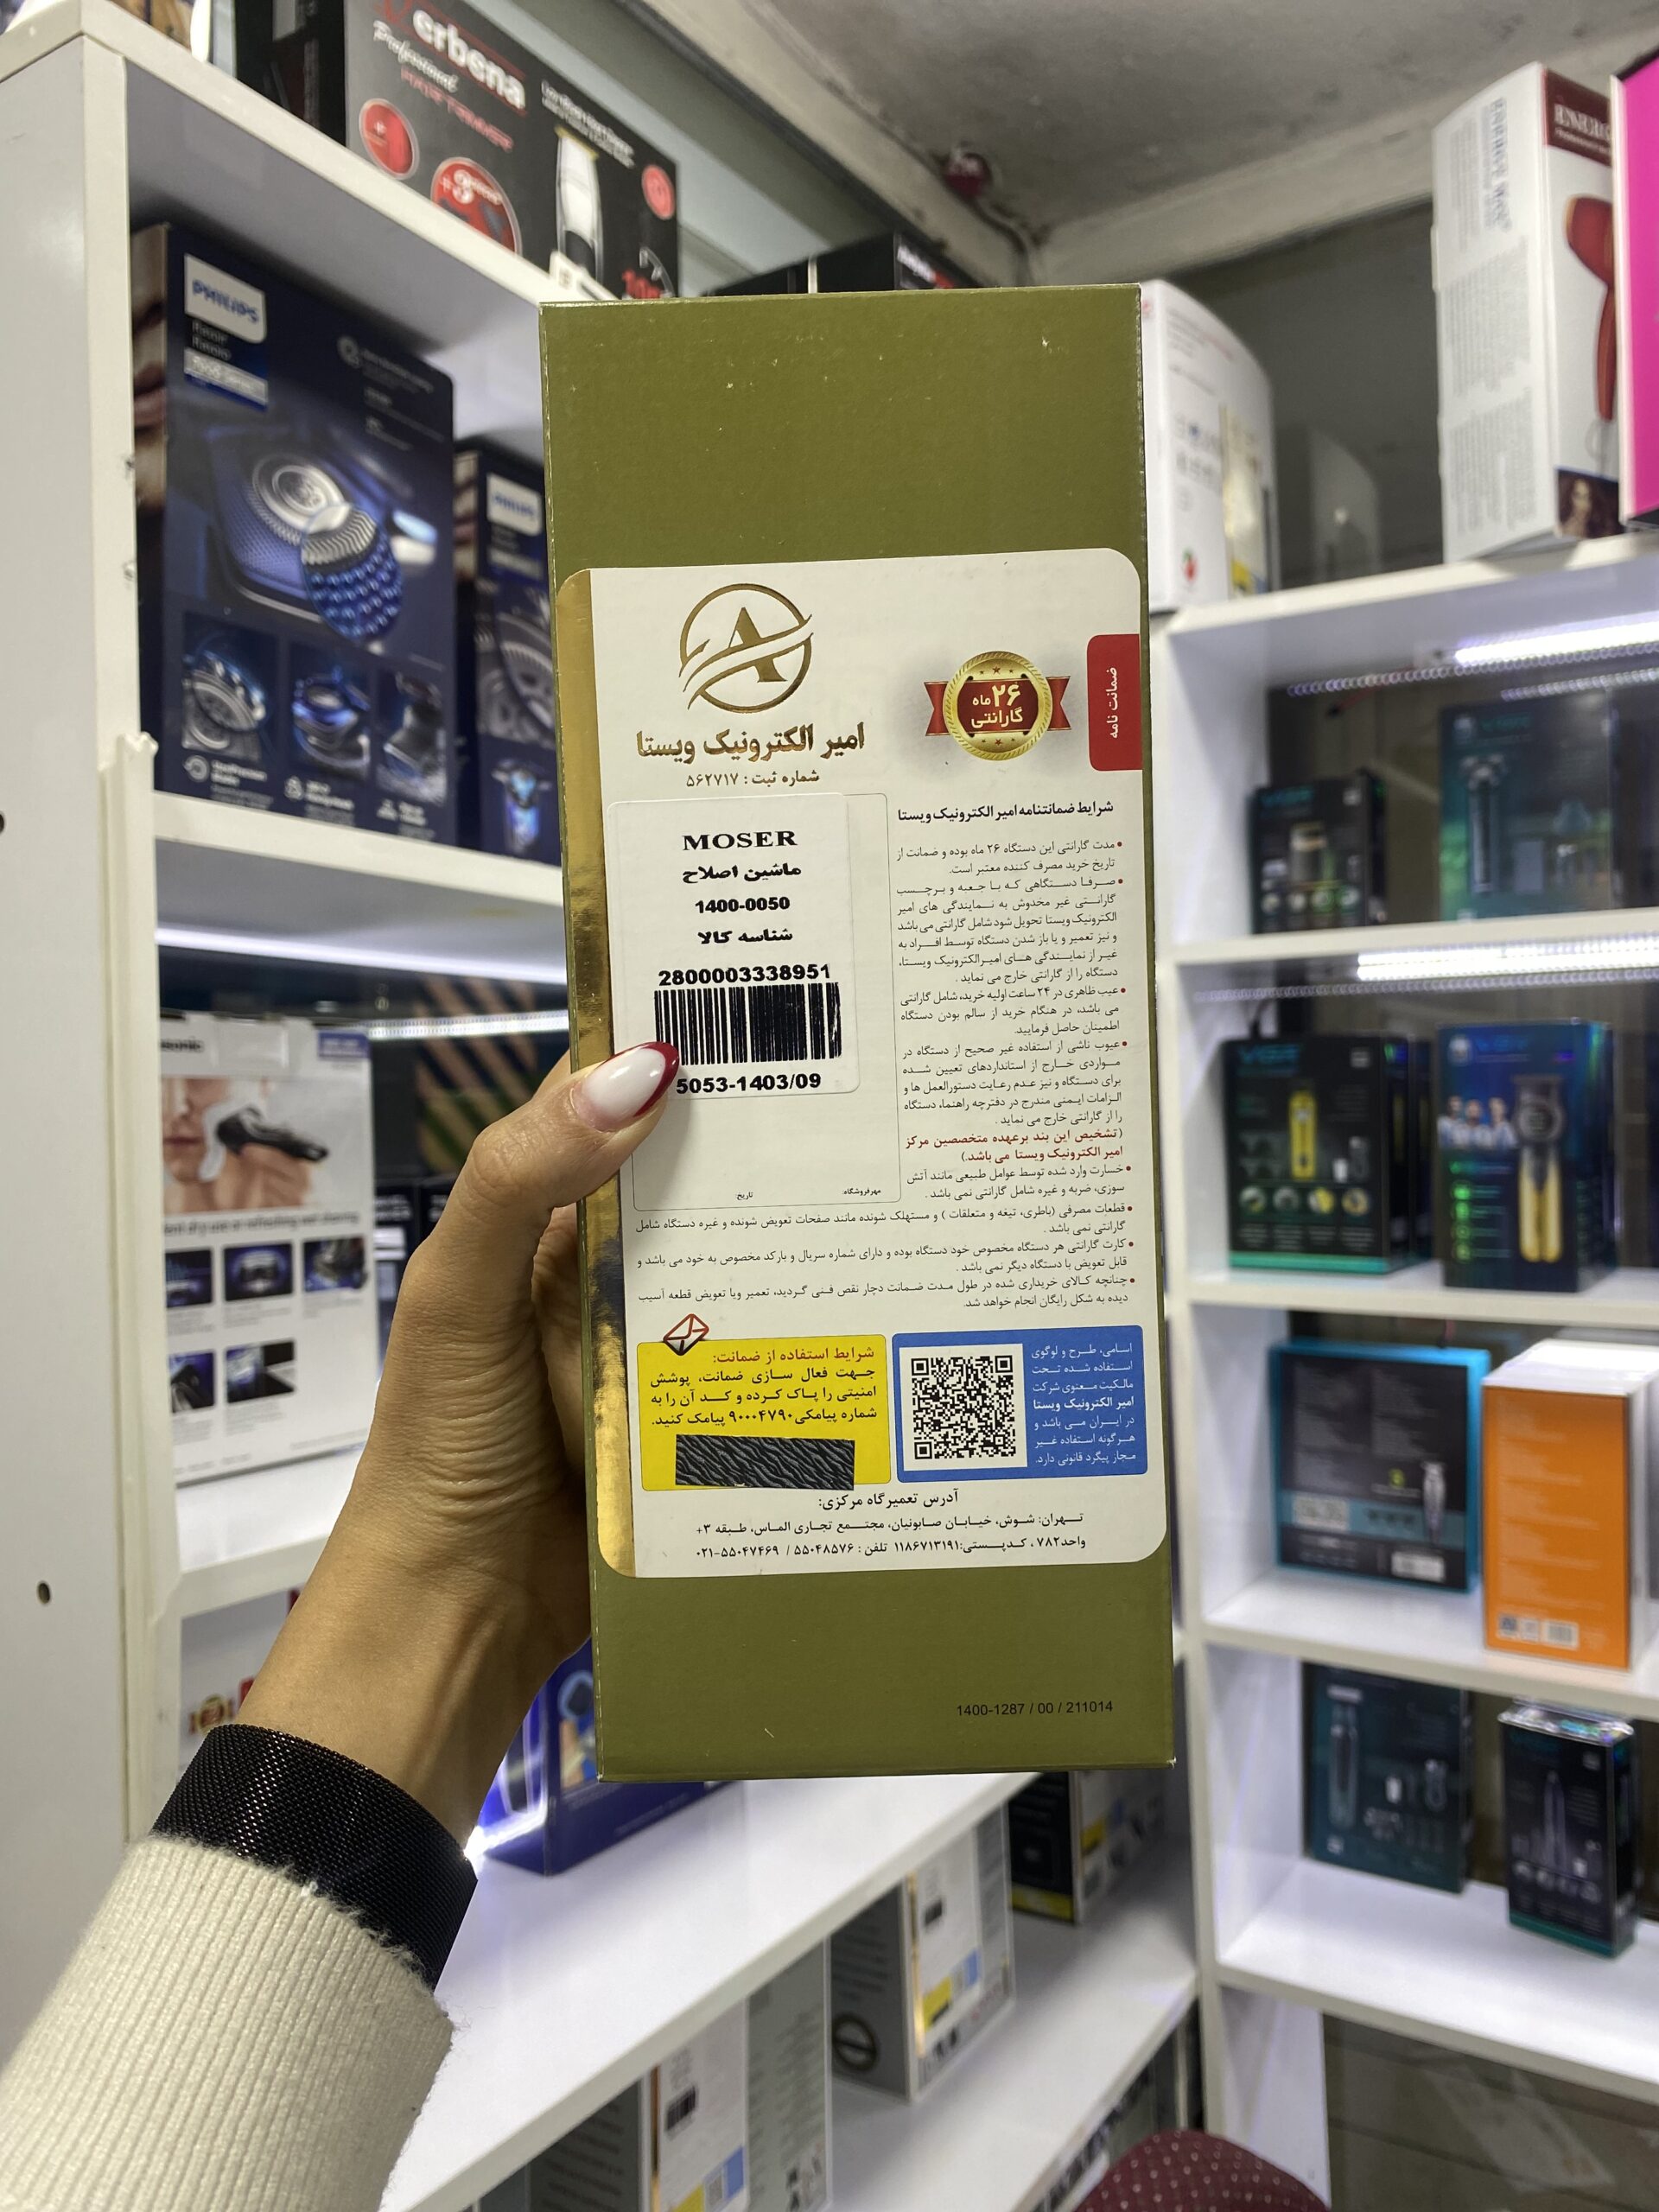 erbena
Professional
PHILIPS
PHILIPS
ضمانت نامه
۲۶ ماه
گارانتی
امیر الکترونیک ویستا
شماره ثبت : ۵۶۲۷۱۷
MOSER
ماشین اصلاح
1400-0050
شناسه کالا
2800003338951
5053-1403/09
مهرفروشگاه: تاریخ:
شرایط ضمانتنامه امیر الکترونیک ویستا
• مدت گارانتی این دستگاه ۲۶ ماه بوده و ضمانت از
تاریخ خرید مصرف کننده معتبر است.
• صرفا دستگاهی که با جعبه و برچسب
گارانتی غیر مخدوش به نمایندگی های امیر
الکترونیک ویستا تحویل شود شامل گارانتی می باشد
و نیز تعمیر و یا باز شدن دستگاه توسط افراد به
غیر از نمایندگی های امیرالکترونیک ویستا،
دستگاه را از گارانتی خارج می نماید .
• عیب ظاهری در ۲۴ ساعت اولیه خرید، شامل گارانتی
می باشد، در هنگام خرید از سالم بودن دستگاه
اطمینان حاصل فرمایید.
• عیوب ناشی از استفاده غیر صحیح از دستگاه در
مواردی خارج از استانداردهای تعیین شده
برای دستگاه و نیز عدم رعایت دستورالعمل ها و
الزامات ایمنی مندرج در دفترچه راهنما، دستگاه
را از گارانتی خارج می نماید .
(تشخیص این بند برعهده متخصصین مرکز
امیر الکترونیک ویستا می باشد.)
• خسارت وارد شده توسط عوامل طبیعی مانند آتش
سوزی، ضربه و غیره شامل گارانتی نمی باشد .
• قطعات مصرفی (باطری، تیغه و متعلقات ) و مستهلک شونده مانند صفحات تعویض شونده و غیره دستگاه شامل
گارانتی نمی باشد .
• کارت گارانتی هر دستگاه مخصوص خود دستگاه بوده و دارای شماره سریال و بارکد مخصوص به خود می باشد و
قابل تعویض با دستگاه دیگر نمی باشد .
• چنانچه کالای خریداری شده در طول مدت ضمانت دچار نقص فنی گردید، تعمیر ویا تعویض قطعه آسیب
دیده به شکل رایگان انجام خواهد شد.
شرایط استفاده از ضمانت:
جهت فعال سازی ضمانت، پوشش
امنیتی را پاک کرده و کد آن را به
شماره پیامکی ۹۰۰۰۴۷۹۰ پیامک کنید.
اسامی، طرح و لوگوی
استفاده شده تحت
مالکیت معنوی شرکت
امیر الکترونیک ویستا
در ایران می باشد و
هرگونه استفاده غیر
مجاز پیگرد قانونی دارد.
آدرس تعمیرگاه مرکزی:
تهران: شوش، خیابان صابونیان، مجتمع تجاری الماس، طبقه ۳+
واحد۷۸۲ ، کدپستی:۱۱۸۶۷۱۳۱۹۱ تلفن : ۵۵۰۴۸۵۷۶ / ۵۵۰۴۷۴۶۹-۰۲۱
1400-1287 / 00 / 211014